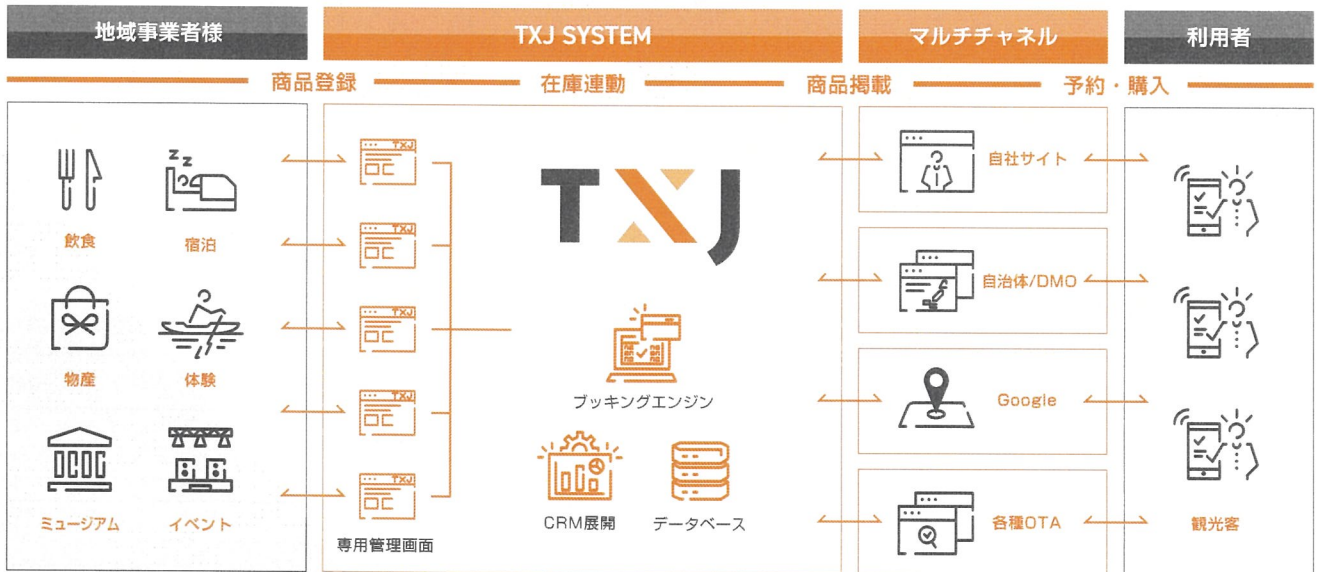 地域事業者様
TXJ SYSTEM
マルチチャネル
利用者
商品登録
在庫連動
商品掲載
予約・購入
飲食
宿泊
物産
体験
ミュージアム
イベント
zz
TXJ
TXJ
TXJ
TXJ
TXJ
専用管理画面
TXJ
ブッキングエンジン
CRM展開
データベース
自社サイト
自治体/DMO
Google
各種OTA
観光客